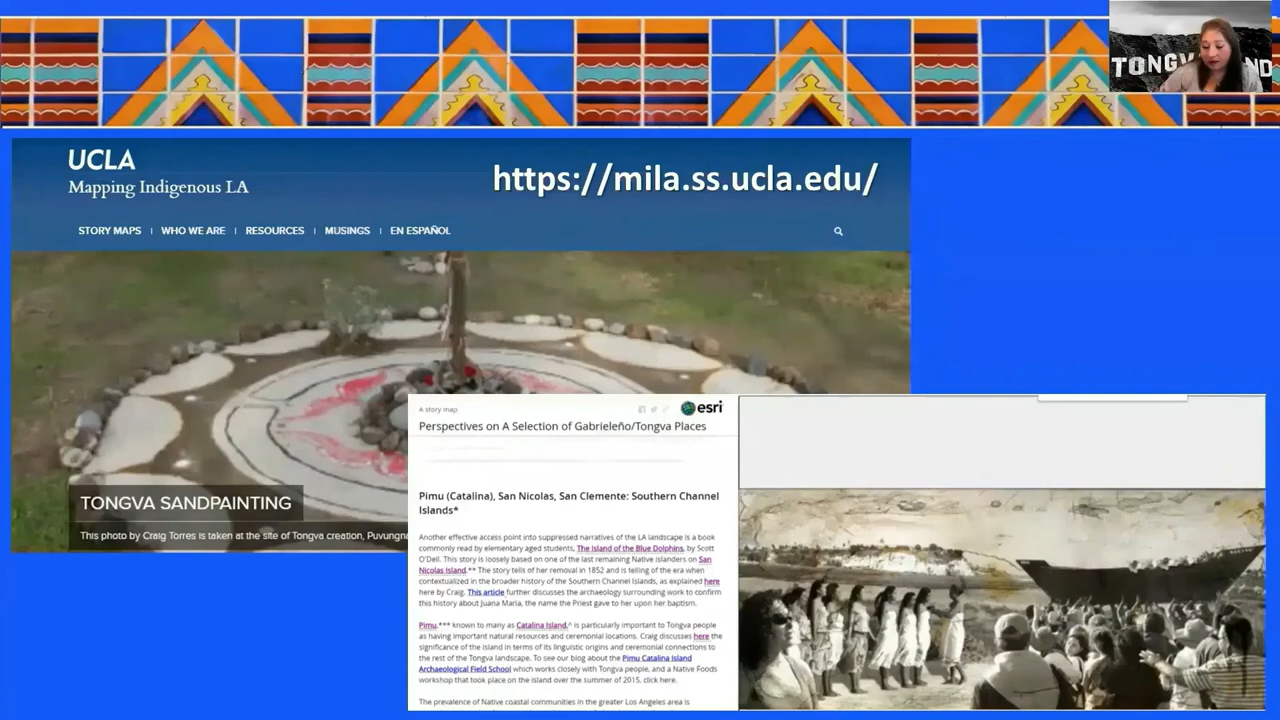 TONGV ND
UCLA
Mapping Indigenous LA
https://mila.ss.ucla.edu/
STORY MAPS | WHO WE ARE | RESOURCES | MUSINGS | EN ESPAÑOL
TONGVA SANDPAINTING
This photo by Craig Torres is taken at the site of Tongva creation, Puvungna
A story map
esri
Perspectives on A Selection of Gabrieleño/Tongva Places
Pimu (Catalina), San Nicolas, San Clemente: Southern Channel
Islands*
Another effective access point into suppressed narratives of the LA landscape is a book
commonly read by elementary aged students, The Island of the Blue Dolphins, by Scott
O'Dell. This story is loosely based on one of the last remaining Native islanders on San
Nicolas Island.** The story tells of her removal in 1852 and is telling of the era when
contextualized in the broader history of the Southern Channel Islands, as explained here
here by Craig. This article further discusses the archaeology surrounding work to confirm
this history about Juana Maria, the name the Priest gave to her upon her baptism.
Pimu,*** known to many as Catalina Island,^ is particularly important to Tongva people
as having important natural resources and ceremonial locations. Craig discusses here the
significance of the island in terms of its linguistic origins and ceremonial connections to
the rest of the Tongva landscape. To see our blog about the Pimu Catalina Island
Archaeological Field School which works closely with Tongva people, and a Native Foods
workshop that took place on the island over the summer of 2015, click here.
The prevalence of Native coastal communities in the greater Los Angeles area is